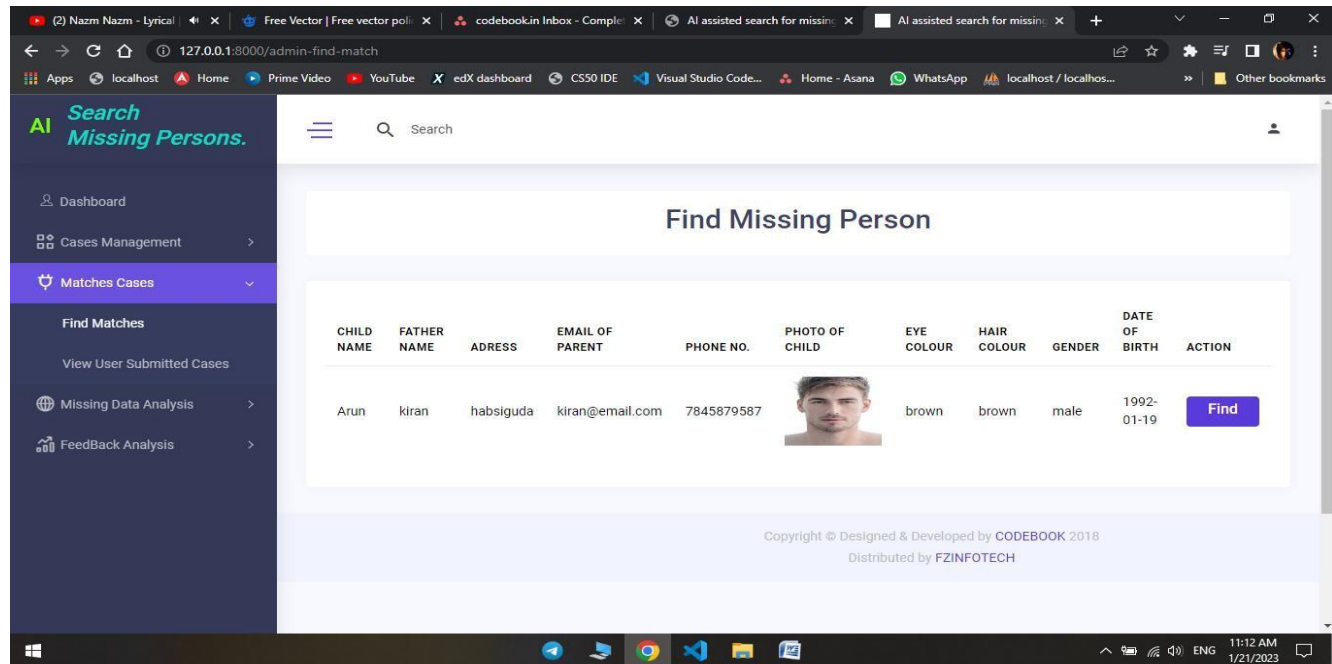 (2) Nazm Nazm - Lyrical
Free Vector | Free vector poli
codebook.in Inbox - Complet
AI assisted search for missing
AI assisted search for missing
127.0.0.1:8000/admin-find-match
Apps
localhost
Home
Prime Video
YouTube
edX dashboard
CS50 IDE
Visual Studio Code...
Home - Asana
WhatsApp
localhost / localhos...
»
Other bookmarks
AI Search
Missing Persons.
Search
Dashboard
Cases Management
Matches Cases
Find Matches
View User Submitted Cases
Missing Data Analysis
FeedBack Analysis
Find Missing Person
CHILD NAME
FATHER NAME
ADRESS
EMAIL OF PARENT
PHONE NO.
PHOTO OF CHILD
EYE COLOUR
HAIR COLOUR
GENDER
DATE OF BIRTH
ACTION
Arun
kiran
habsiguda
kiran@email.com
7845879587
brown
brown
male
1992-01-19
Find
Copyright © Designed & Developed by CODEBOOK 2018
Distributed by FZINFOTECH
ENG
11:12 AM
1/21/2023